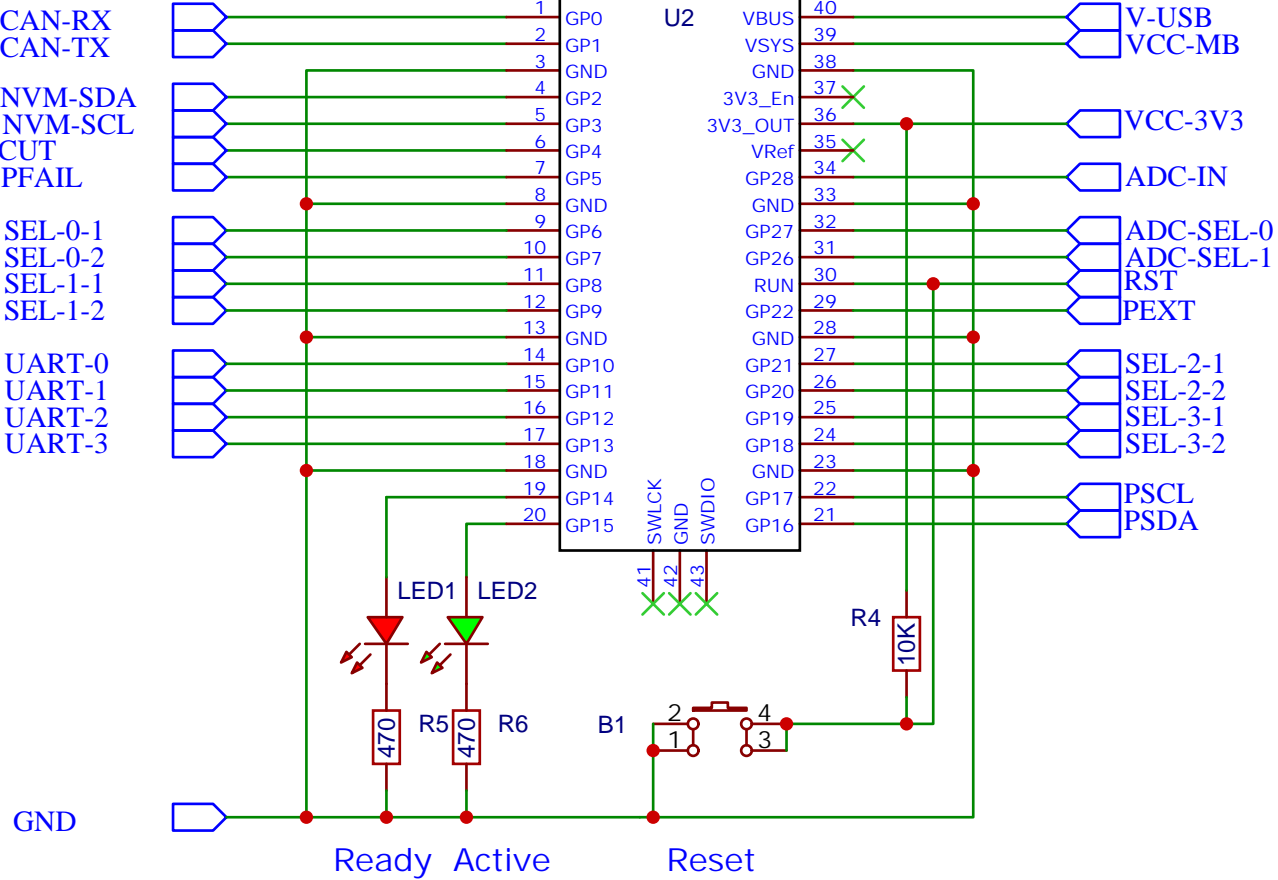 CAN-RX 1 GP0 U2 VBUS 40 V-USB
CAN-TX 2 GP1 VSYS 39 VCC-MB
3 GND GND 38
NVM-SDA 4 GP2 3V3_En 37
NVM-SCL 5 GP3 3V3_OUT 36 VCC-3V3
CUT 6 GP4 VRef 35
PFAIL 7 GP5 GP28 34 ADC-IN
8 GND GND 33
SEL-0-1 9 GP6 GP27 32 ADC-SEL-0
SEL-0-2 10 GP7 GP26 31 ADC-SEL-1
SEL-1-1 11 GP8 RUN 30 RST
SEL-1-2 12 GP9 GP22 29 PEXT
13 GND GND 28
UART-0 14 GP10 GP21 27 SEL-2-1
UART-1 15 GP11 GP20 26 SEL-2-2
UART-2 16 GP12 GP19 25 SEL-3-1
UART-3 17 GP13 GP18 24 SEL-3-2
18 GND GND 23
19 GP14 GP17 22 PSCL
20 GP15 GP16 21 PSDA
SWLCK GND SWDIO
41 42 43
LED1 LED2
R4 10K
470 R5 470 R6
B1 2 4
1 3
GND
Ready Active Reset